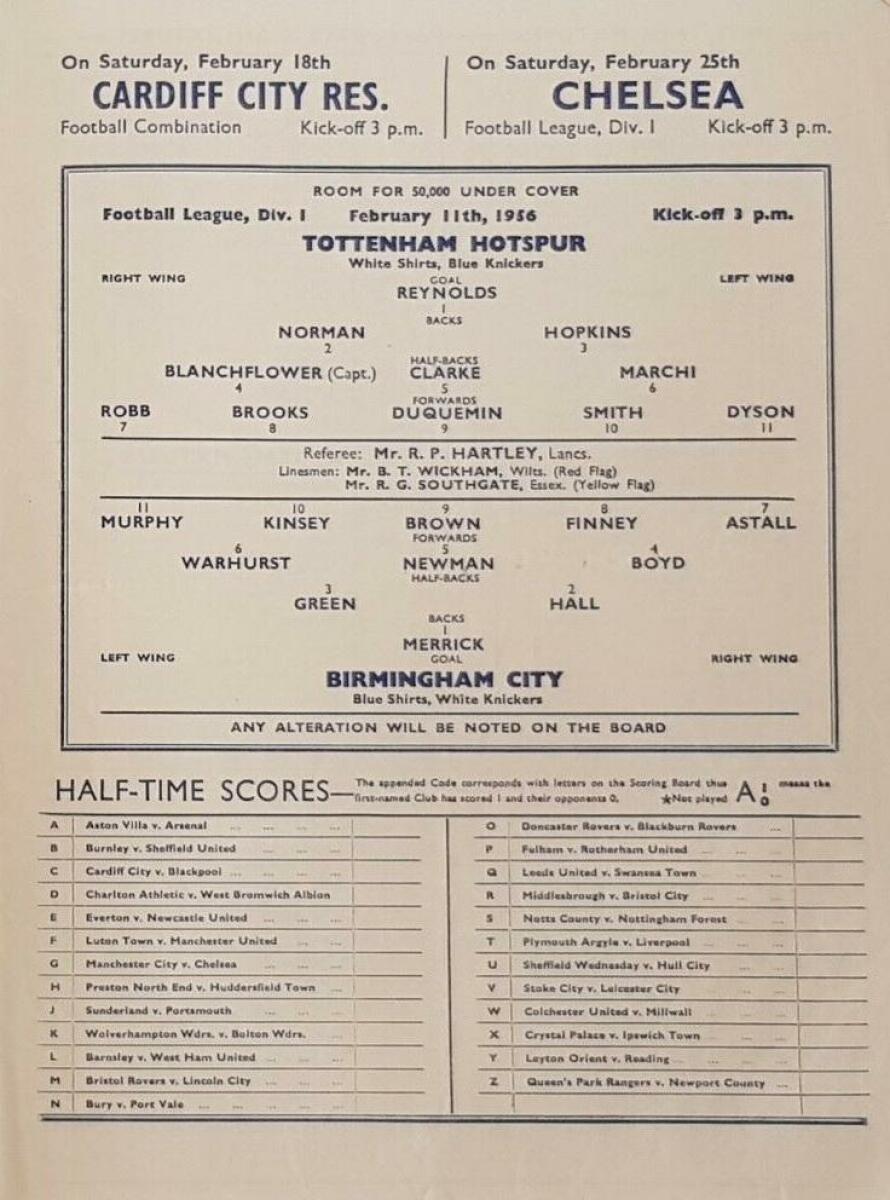 On Saturday, February 18th
CARDIFF CITY RES.
Football Combination Kick-off 3 p.m.
On Saturday, February 25th
CHELSEA
Football League, Div. I Kick-off 3 p.m.
ROOM FOR 50,000 UNDER COVER
Football League, Div. I February 11th, 1956 Kick-off 3 p.m.
TOTTENHAM HOTSPUR
White Shirts, Blue Knickers
RIGHT WING GOAL LEFT WING
REYNOLDS
1
BACKS
NORMAN HOPKINS
2 3
HALF-BACKS
BLANCHFLOWER (Capt.) CLARKE MARCHI
4 5 6
FORWARDS
ROBB BROOKS DUQUEMIN SMITH DYSON
7 8 9 10 11
Referee: Mr. R. P. HARTLEY, Lancs.
Linesmen: Mr. B. T. WICKHAM, Wilts. (Red Flag)
Mr. R. G. SOUTHGATE, Essex. (Yellow Flag)
11 10 9 8 7
MURPHY KINSEY BROWN FINNEY ASTALL
FORWARDS
6 5 4
WARHURST NEWMAN BOYD
HALF-BACKS
3 2
GREEN HALL
BACKS
1
MERRICK
LEFT WING GOAL RIGHT WING
BIRMINGHAM CITY
Blue Shirts, White Knickers
ANY ALTERATION WILL BE NOTED ON THE BOARD
HALF-TIME SCORES—The appended Code corresponds with letters on the Scoring Board thus A 1 0 means the
first-named Club has scored 1 and their opponents 0. ★Not played
A Aston Villa v. Arsenal ... ... ... ...
B Burnley v. Sheffield United ... ... ...
C Cardiff City v. Blackpool ... ... ... ...
D Charlton Athletic v. West Bromwich Albion
E Everton v. Newcastle United ... ... ...
F Luton Town v. Manchester United ... ...
G Manchester City v. Chelsea ... ... ...
H Preston North End v. Huddersfield Town ...
J Sunderland v. Portsmouth ... ... ...
K Wolverhampton Wdrs. v. Bolton Wdrs. ...
L Barnsley v. West Ham United ... ... ...
M Bristol Rovers v. Lincoln City ... ... ...
N Bury v. Port Vale ... ... ... ...
O Doncaster Rovers v. Blackburn Rovers ...
P Fulham v. Rotherham United ... ... ...
Q Leeds United v. Swansea Town ... ...
R Middlesbrough v. Bristol City ... ...
S Notts County v. Nottingham Forest ... ...
T Plymouth Argyle v. Liverpool ... ... ...
U Sheffield Wednesday v. Hull City ... ...
V Stoke City v. Leicester City ... ...
W Colchester United v. Millwall ... ...
X Crystal Palace v. Ipswich Town ... ...
Y Leyton Orient v. Reading ... ... ...
Z Queen's Park Rangers v. Newport County ...